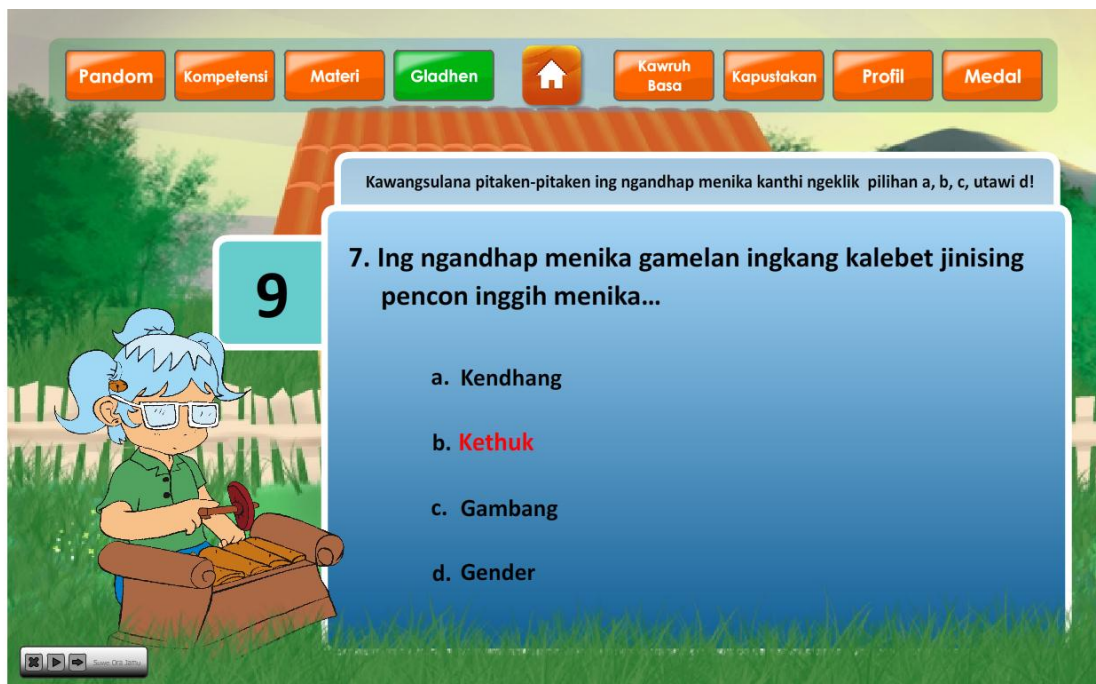 Pandom
Kompetensi
Materi
Gladhen
Kawruh
Basa
Kapustakan
Profil
Medal
Kawangsulana pitaken-pitaken ing ngandhap menika kanthi ngeklik pilihan a, b, c, utawi d!
9
7. Ing ngandhap menika gamelan ingkang kalebet jinising
pencon inggih menika...
a. Kendhang
b. Kethuk
c. Gambang
d. Gender